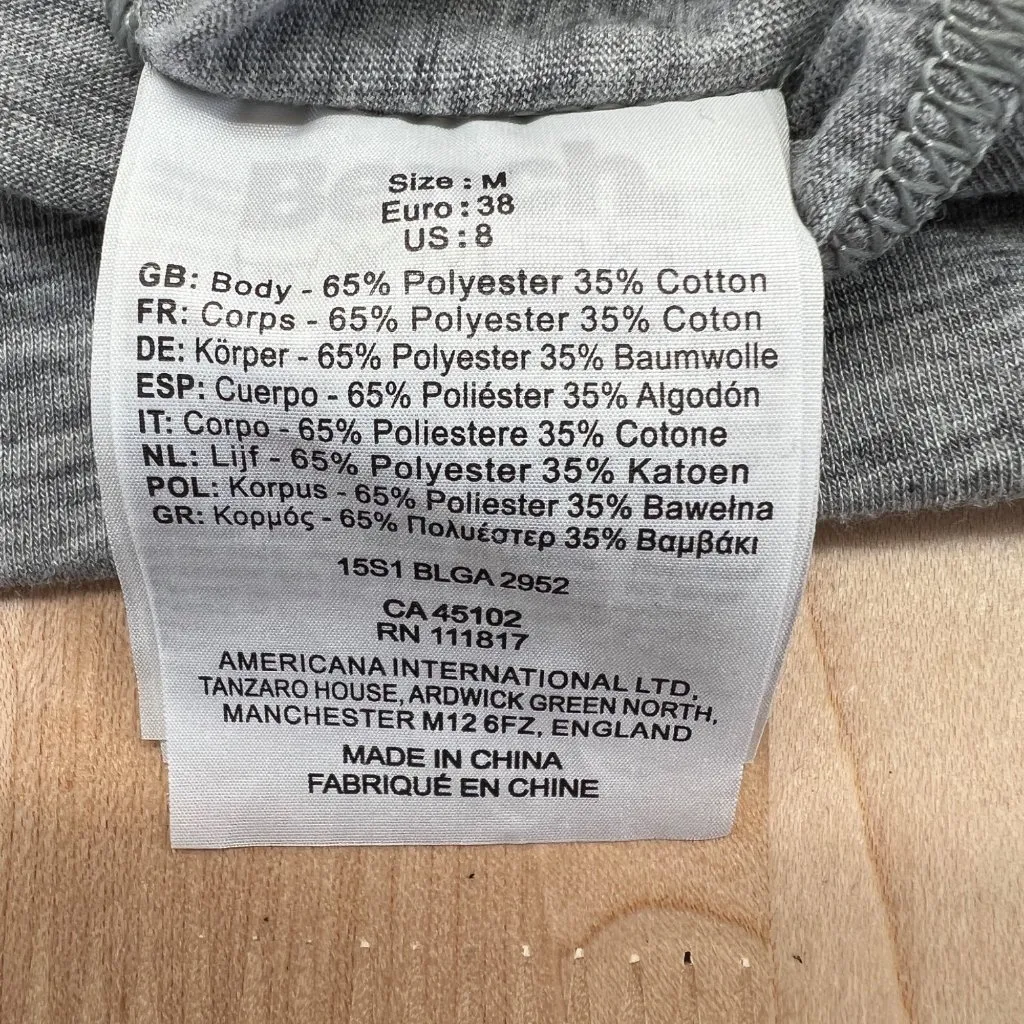 Size : M
Euro : 38
US : 8
GB: Body - 65% Polyester 35% Cotton
FR: Corps - 65% Polyester 35% Coton
DE: Körper - 65% Polyester 35% Baumwolle
ESP: Cuerpo - 65% Poliéster 35% Algodón
IT: Corpo - 65% Poliestere 35% Cotone
NL: Lijf - 65% Polyester 35% Katoen
POL: Korpus - 65% Poliester 35% Bawełna
GR: Κορμός - 65% Πολυέστερ 35% Βαμβάκι
15S1 BLGA 2952
CA 45102
RN 111817
AMERICANA INTERNATIONAL LTD,
TANZARO HOUSE, ARDWICK GREEN NORTH,
MANCHESTER M12 6FZ, ENGLAND
MADE IN CHINA
FABRIQUÉ EN CHINE